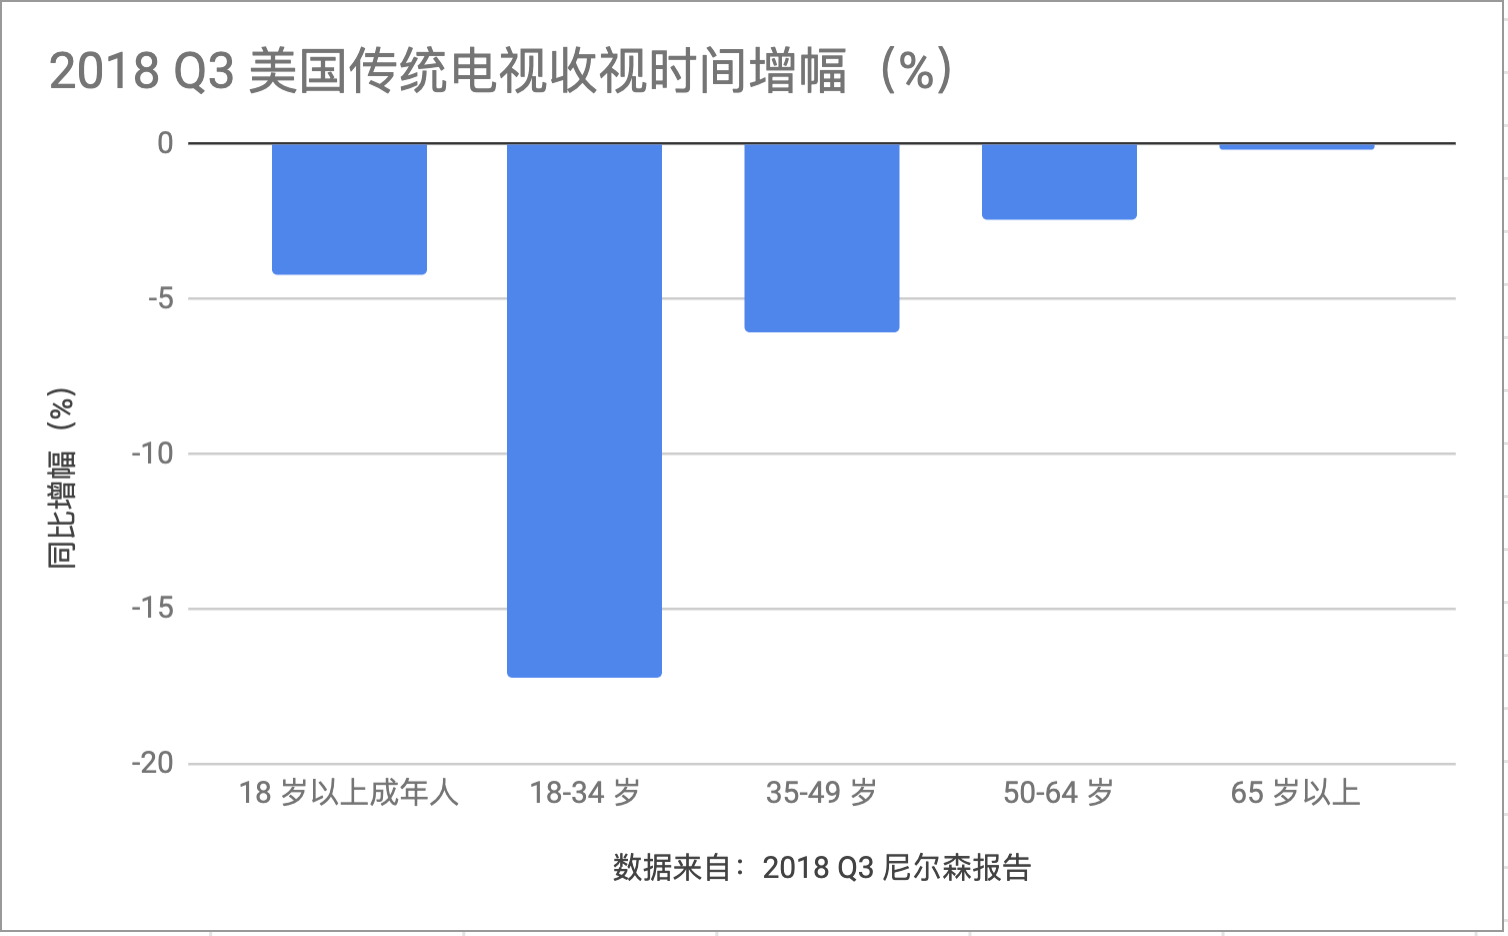 2018 Q3 美国传统电视收视时间增幅（%）
0
-5
-10
-15
-20
同比增幅（%）
18 岁以上成年人
18-34 岁
35-49 岁
50-64 岁
65 岁以上
数据来自：2018 Q3 尼尔森报告